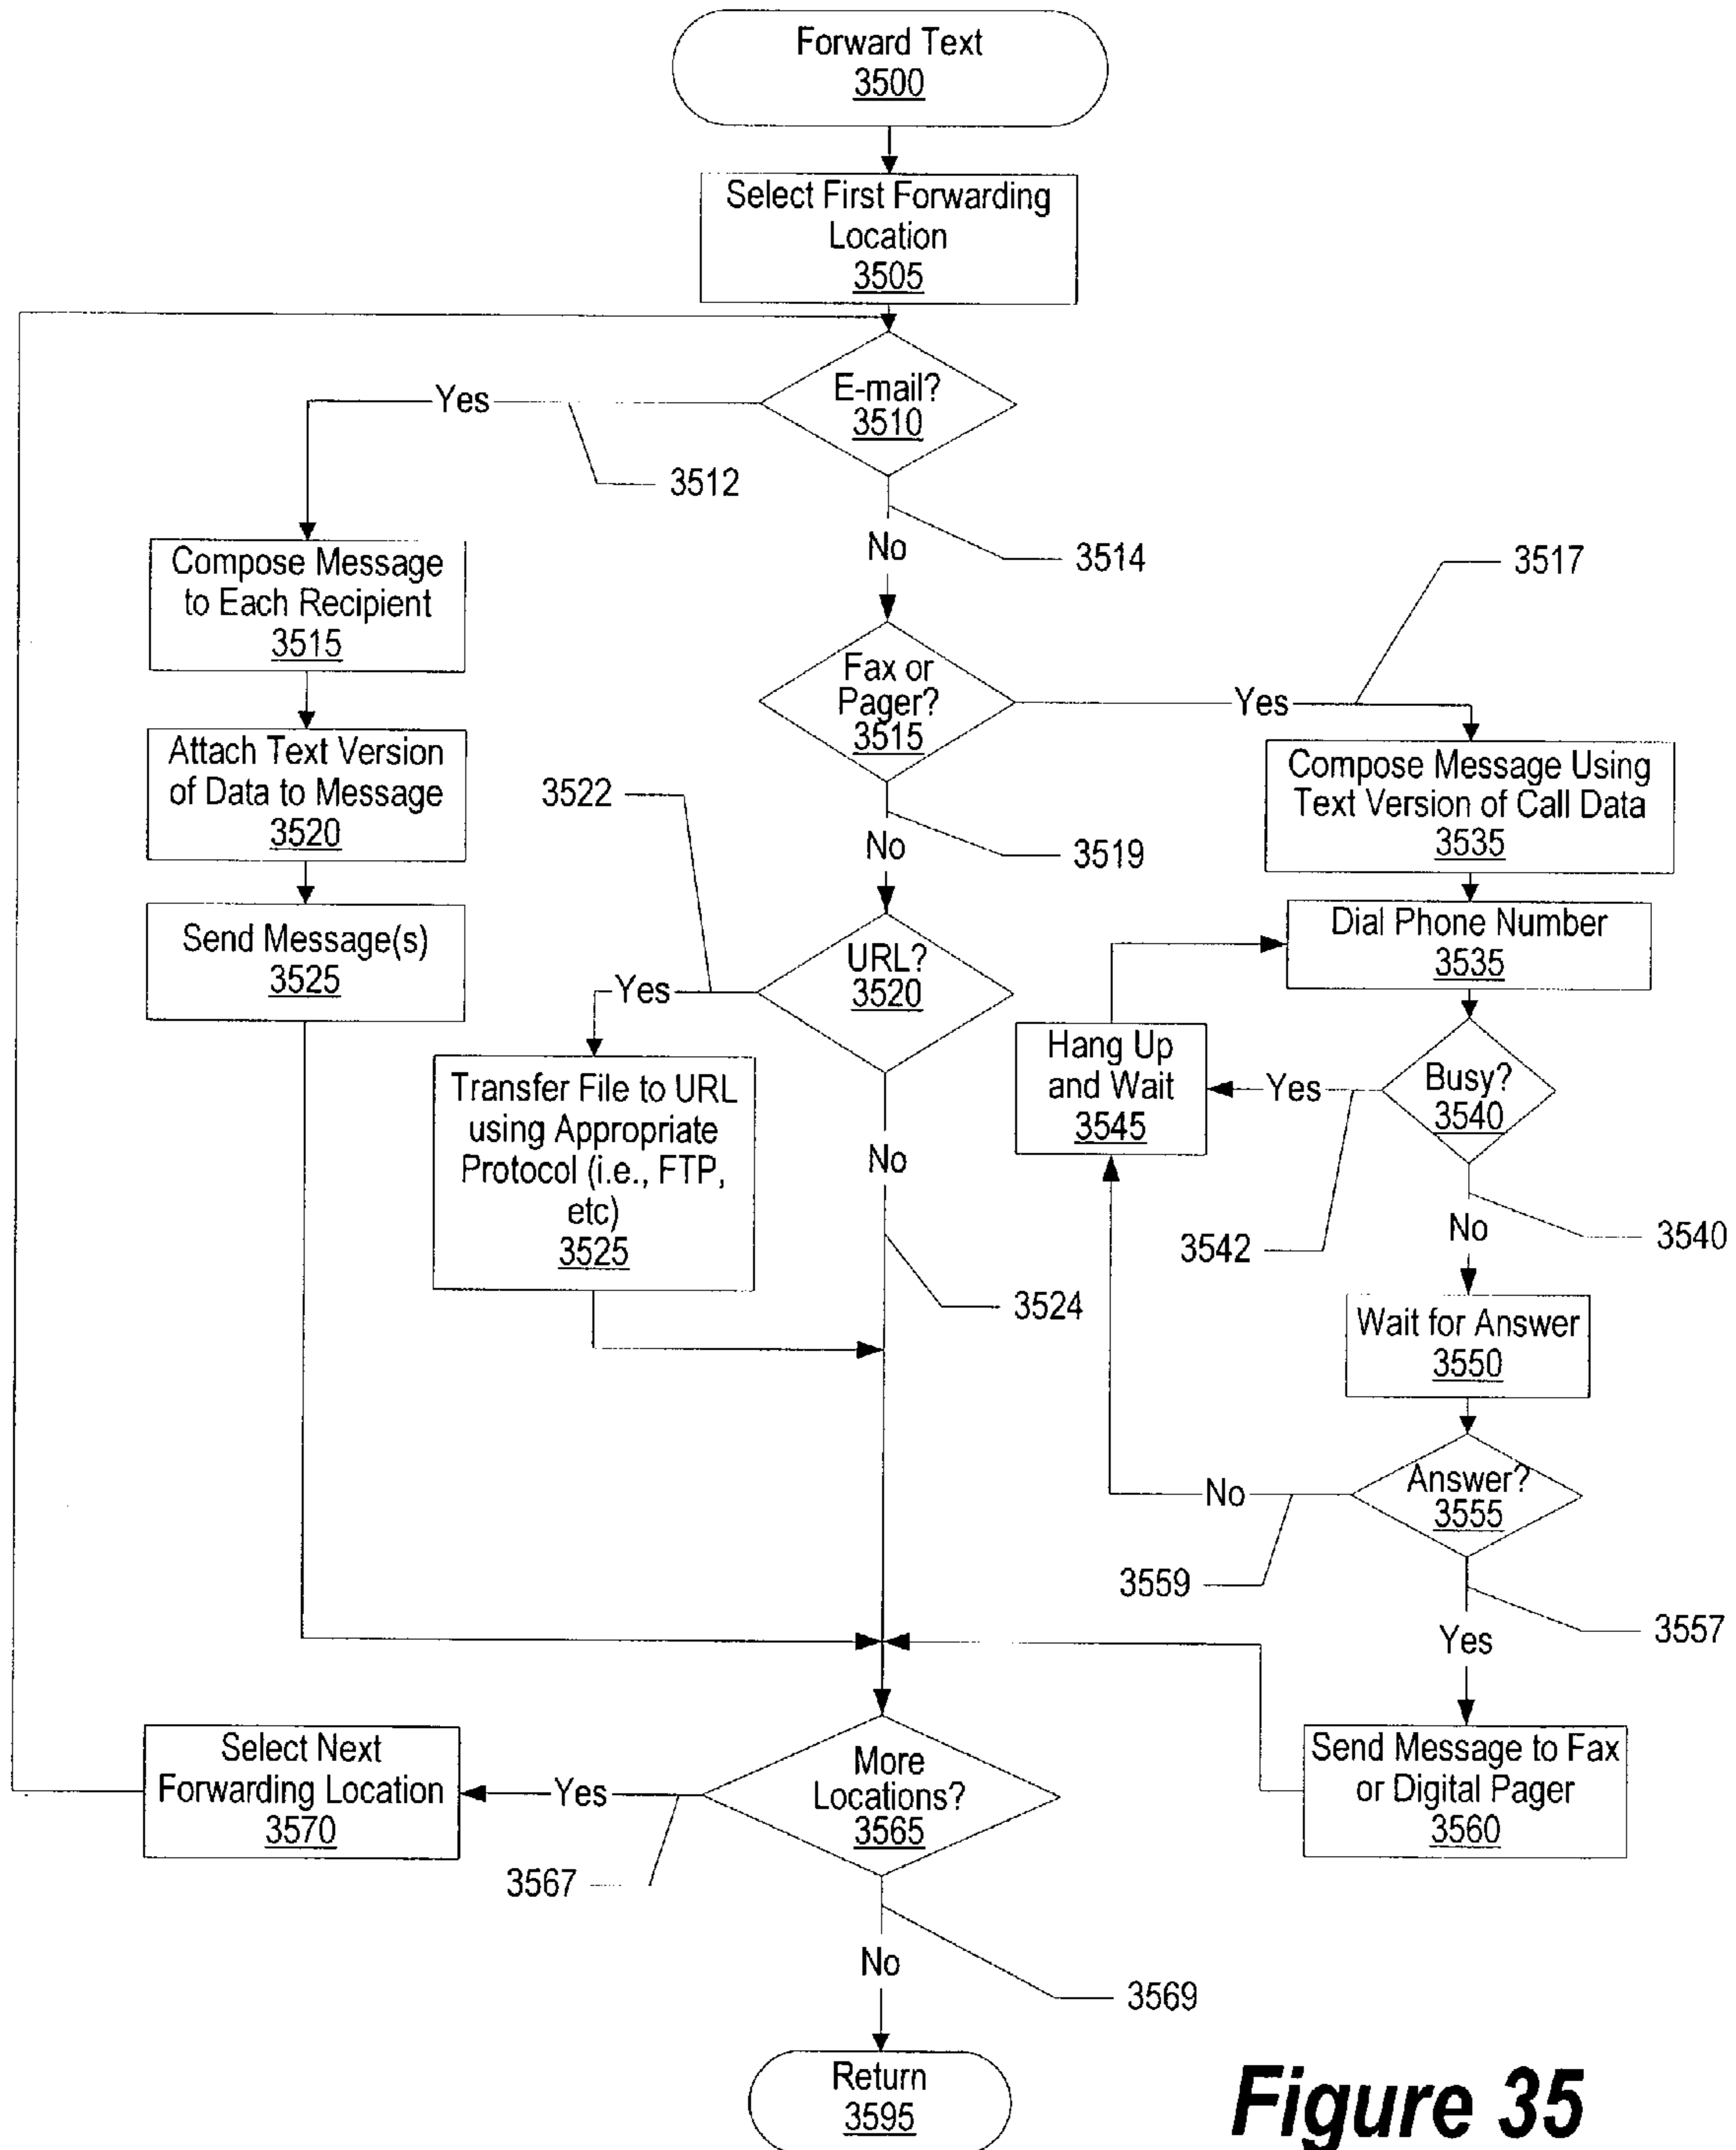 Forward Text
3500
Select First Forwarding
Location
3505
E-mail?
3510
Yes
3512
No
3514
Compose Message
to Each Recipient
3515
Attach Text Version
of Data to Message
3520
Send Message(s)
3525
Fax or
Pager?
3515
Yes
3517
No
3519
Compose Message Using
Text Version of Call Data
3535
Dial Phone Number
3535
URL?
3520
3522
Yes
Transfer File to URL
using Appropriate
Protocol (i.e., FTP,
etc)
3525
No
3524
Hang Up
and Wait
3545
Yes
3542
Busy?
3540
No
3540
Wait for Answer
3550
Answer?
3555
No
3559
Yes
3557
Send Message to Fax
or Digital Pager
3560
More
Locations?
3565
Yes
3567
Select Next
Forwarding Location
3570
No
3569
Return
3595
Figure 35